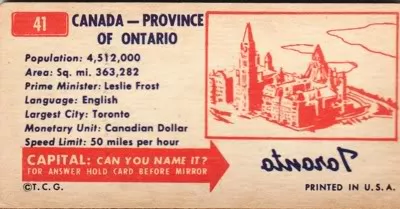 41
CANADA — PROVINCE
OF ONTARIO
Population: 4,512,000
Area: Sq. mi. 363,282
Prime Minister: Leslie Frost
Language: English
Largest City: Toronto
Monetary Unit: Canadian Dollar
Speed Limit: 50 miles per hour
CAPITAL: CAN YOU NAME IT?
FOR ANSWER HOLD CARD BEFORE MIRROR
Toronto
©T.C.G.
PRINTED IN U.S.A.